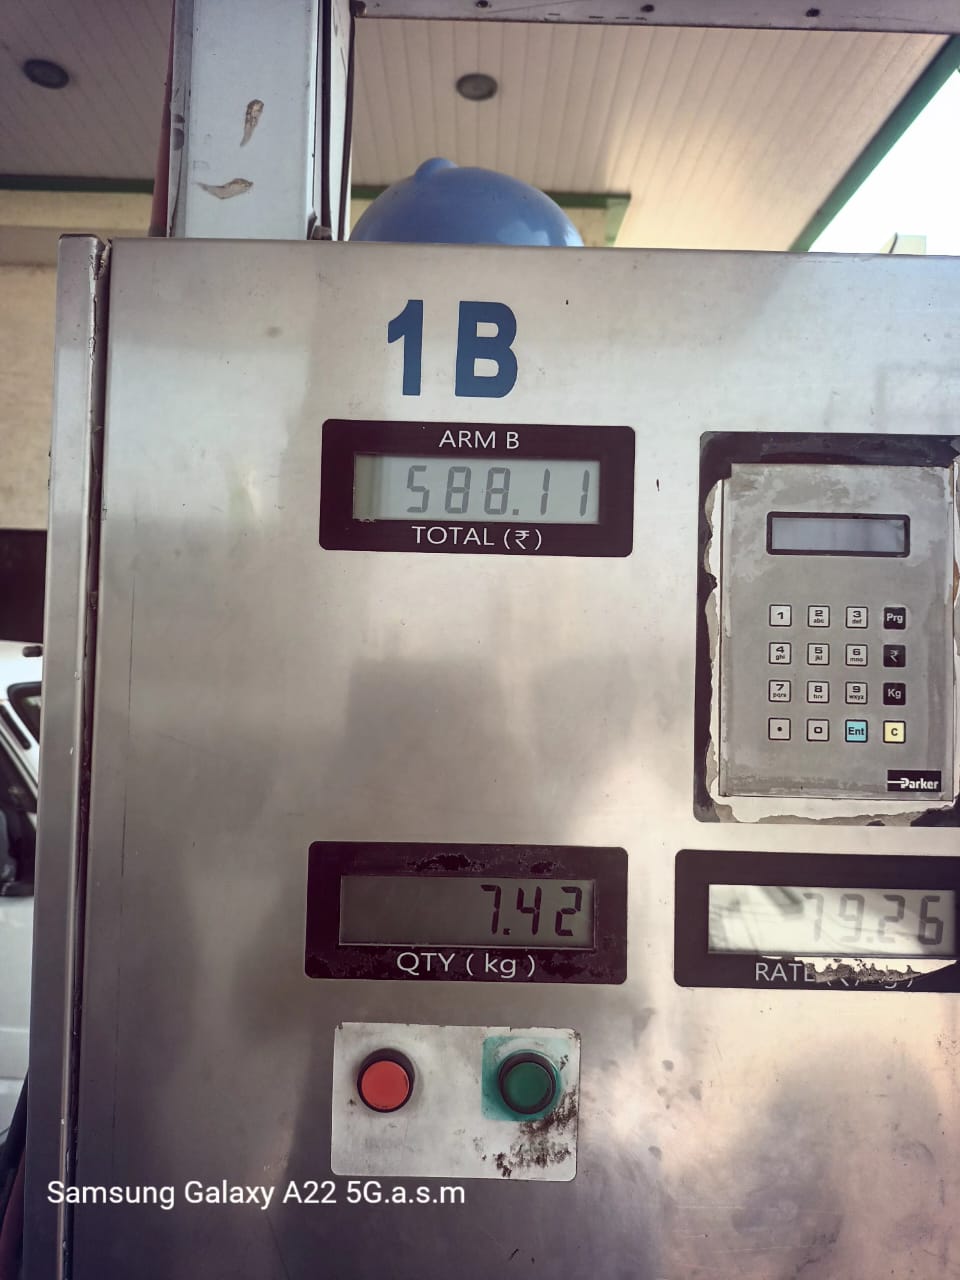 1B
ARM B
588.11
TOTAL (₹)
1 2 abc 3 def Prg
4 ghi 5 jkl 6 mno ₹
7 pqrs 8 tuv 9 wxyz Kg
• 0 Ent C
Parker
7.42
QTY ( kg )
79.26
RATE
Samsung Galaxy A22 5G.a.s.m